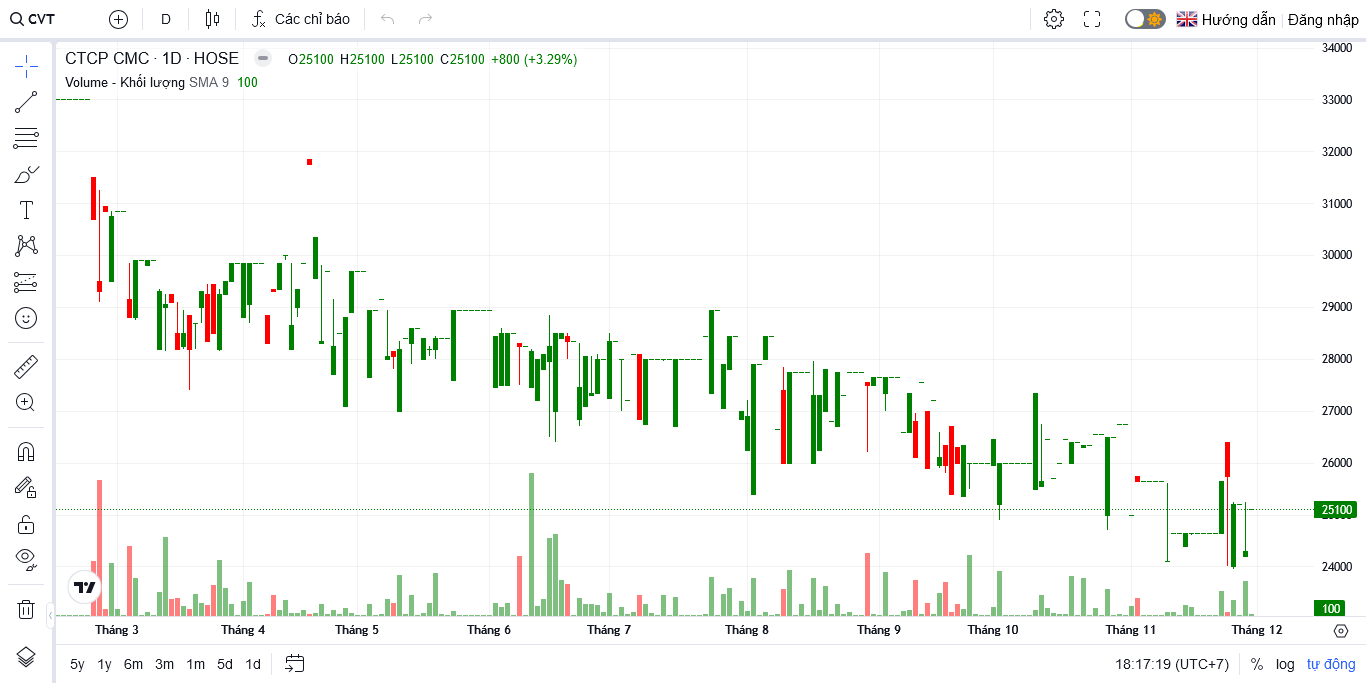 CVT D Các chỉ báo Hướng dẫn Đăng nhập
CTCP CMC · 1D · HOSE O25100 H25100 L25100 C25100 +800 (+3.29%)
Volume - Khối lượng SMA 9 100
34000
33000
32000
31000
30000
29000
28000
27000
26000
25100
24000
100
Tháng 3 Tháng 4 Tháng 5 Tháng 6 Tháng 7 Tháng 8 Tháng 9 Tháng 10 Tháng 11 Tháng 12
5y 1y 6m 3m 1m 5d 1d 18:17:19 (UTC+7) % log tự động